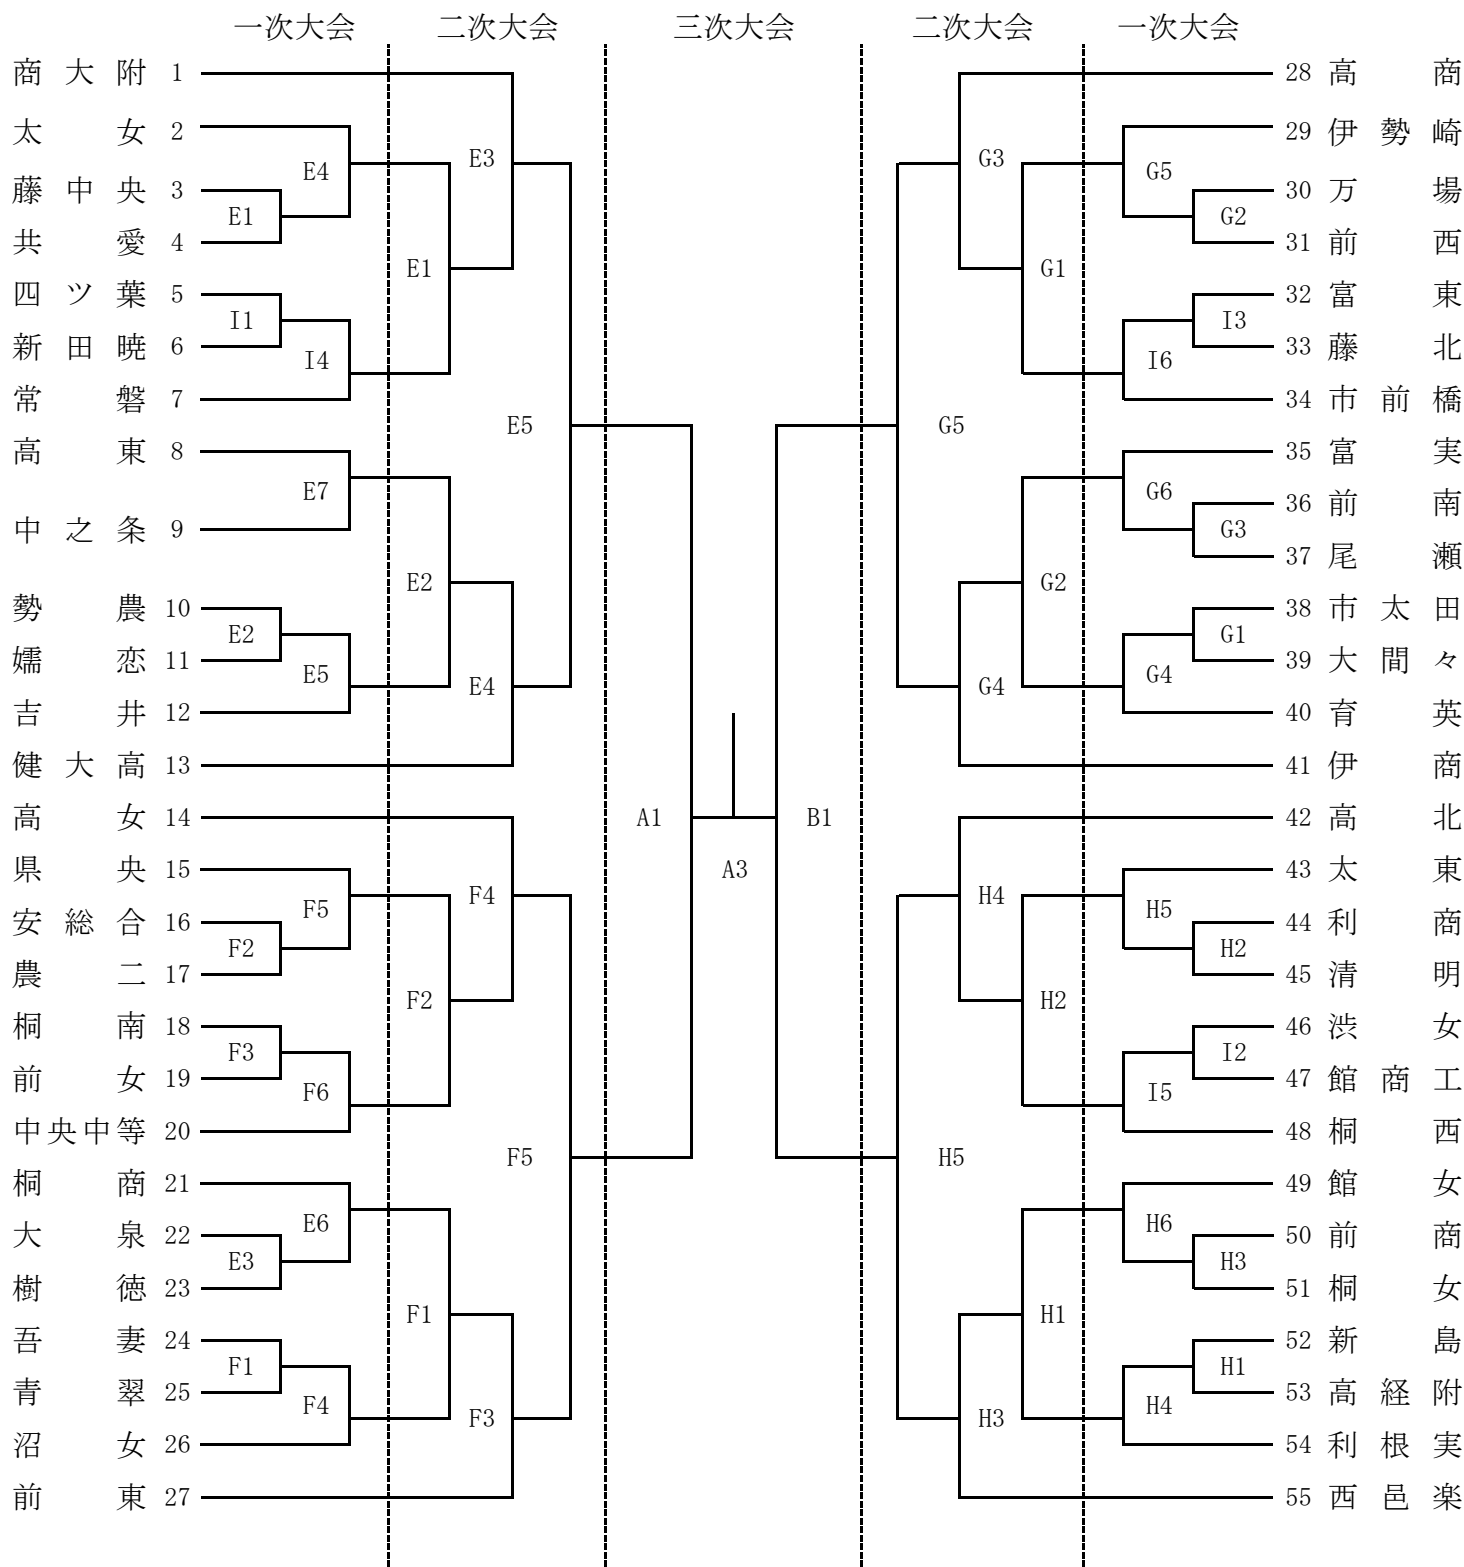 一次大会 二次大会 三次大会 二次大会 一次大会
商大附 1 28 高商
太女 2 29 伊勢崎
E3 G3
E4 G5
藤中央 3 30 万場
E1 G2
共愛 4 31 前西
E1 G1
四ツ葉 5 32 富東
I1 I3
新田暁 6 33 藤北
I4 I6
常磐 7 34 市前橋
E5 G5
高東 8 35 富実
E7 G6
36 前南
中之条 9 G3
37 尾瀬
E2 G2
勢農 10 38 市太田
E2 G1
嬬恋 11 39 大間々
E5 G4
E4 G4
吉井 12 40 育英
健大高 13 41 伊商
高女 14 A1 B1 42 高北
県央 15 A3 43 太東
F4 H4
F5 H5
安総合 16 44 利商
F2 H2
農二 17 45 清明
F2 H2
桐南 18 46 渋女
F3 I2
前女 19 47 館商工
F6 I5
中央中等 20 48 桐西
F5 H5
桐商 21 49 館女
E6 H6
大泉 22 50 前商
E3 H3
樹徳 23 51 桐女
F1 H1
吾妻 24 52 新島
F1 H1
青翠 25 53 高経附
F4 H4
F3 H3
沼女 26 54 利根実
前東 27 55 西邑楽